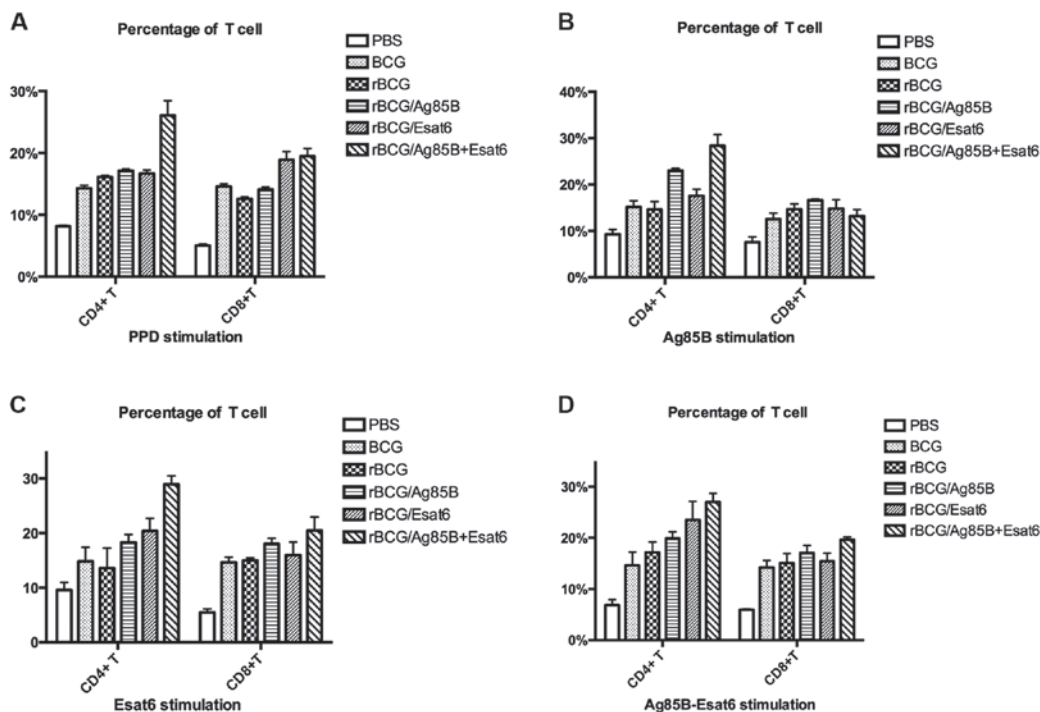 A
Percentage of T cell
30%
20%
10%
0%
CD4+ T
CD8+T
PPD stimulation
PBS
BCG
rBCG
rBCG/Ag85B
rBCG/Esat6
rBCG/Ag85B+Esat6
B
Percentage of T cell
40%
30%
20%
10%
0%
CD4+ T
CD8+T
Ag85B stimulation
PBS
BCG
rBCG
rBCG/Ag85B
rBCG/Esat6
rBCG/Ag85B+Esat6
C
Percentage of T cell
30
20
10
0
CD4+ T
CD8+T
Esat6 stimulation
PBS
BCG
rBCG
rBCG/Ag85B
rBCG/Esat6
rBCG/Ag85B+Esat6
D
Percentage of T cell
30%
20%
10%
0%
CD4+ T
CD8+T
Ag85B-Esat6 stimulation
PBS
BCG
rBCG
rBCG/Ag85B
rBCG/Esat6
rBCG/Ag85B+Esat6